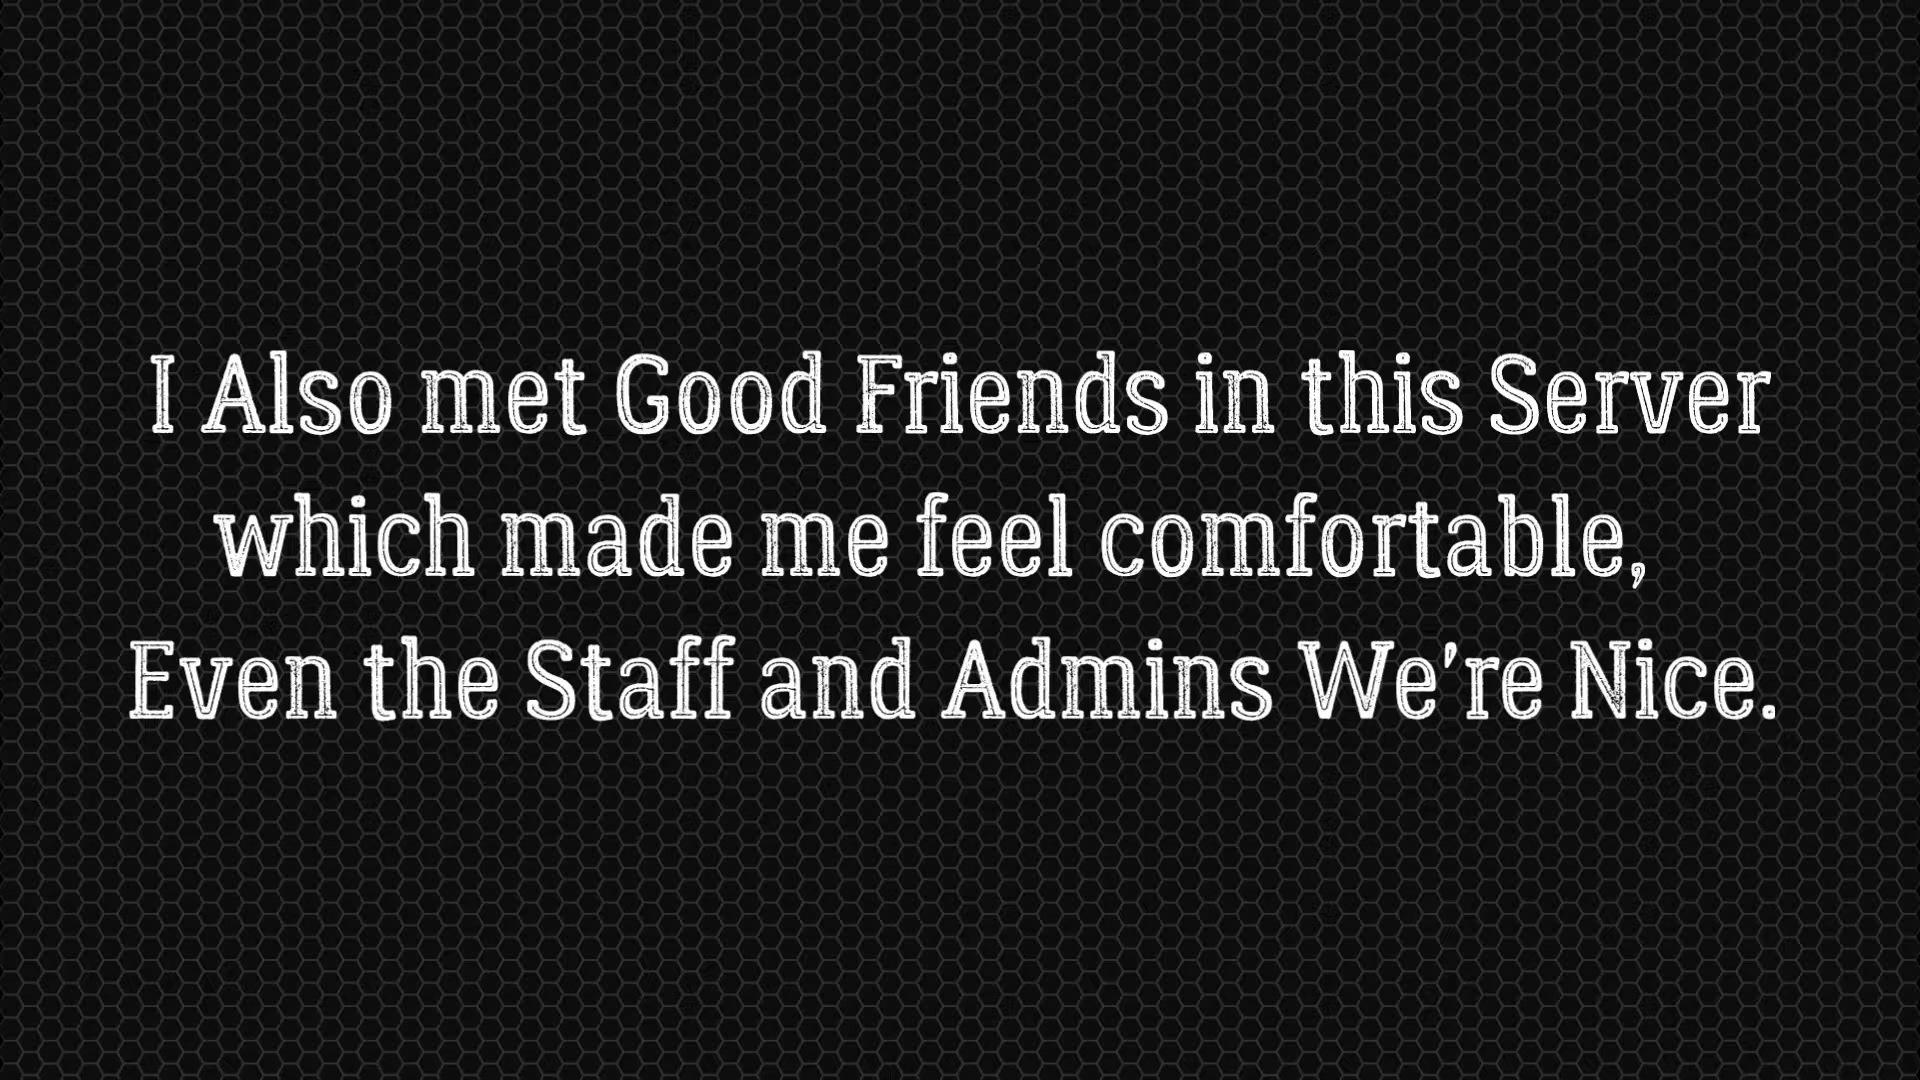 I Also met Good Friends in this Server
which made me feel comfortable,
Even the Staff and Admins We're Nice.